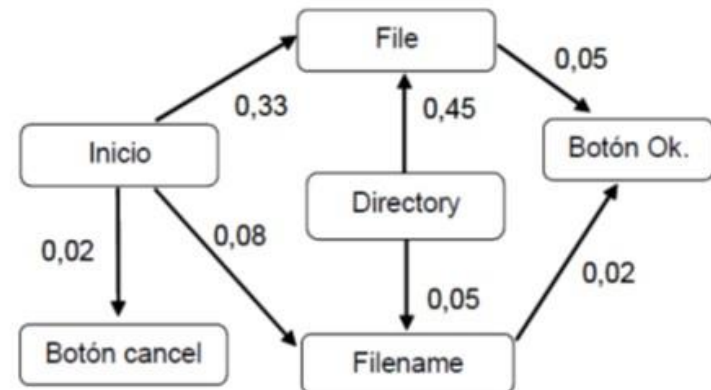 File
0,05
0,33
0,45
Inicio
Botón Ok.
Directory
0,02
0,08
0,05
0,02
Botón cancel
Filename